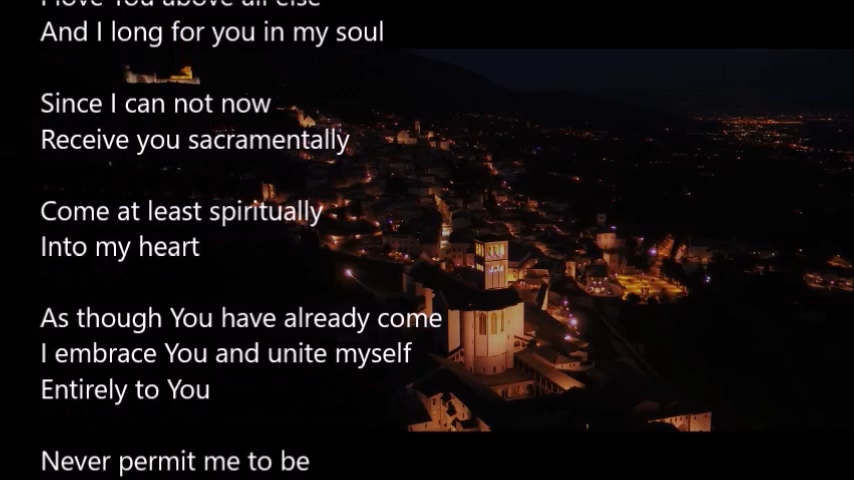 I love You above all else
And I long for you in my soul
Since I can not now
Receive you sacramentally
Come at least spiritually
Into my heart
As though You have already come
I embrace You and unite myself
Entirely to You
Never permit me to be